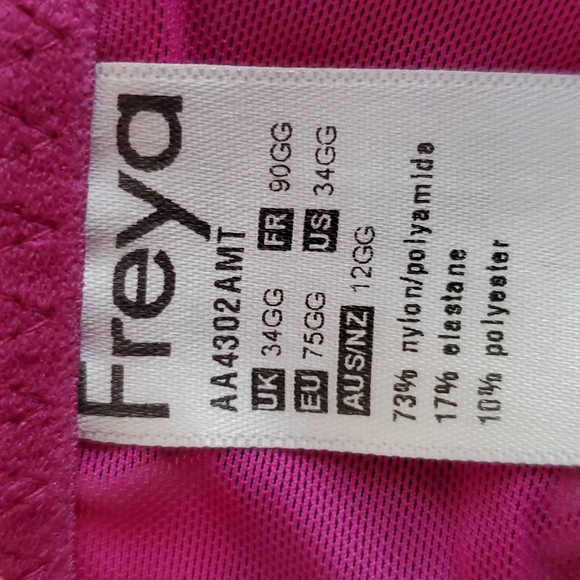 Freya
AA4302AMT
UK 34GG FR 90GG
EU 75GG US 34GG
AUS/NZ 12GG
73% nylon/polyamide
17% elastane
10% polyester